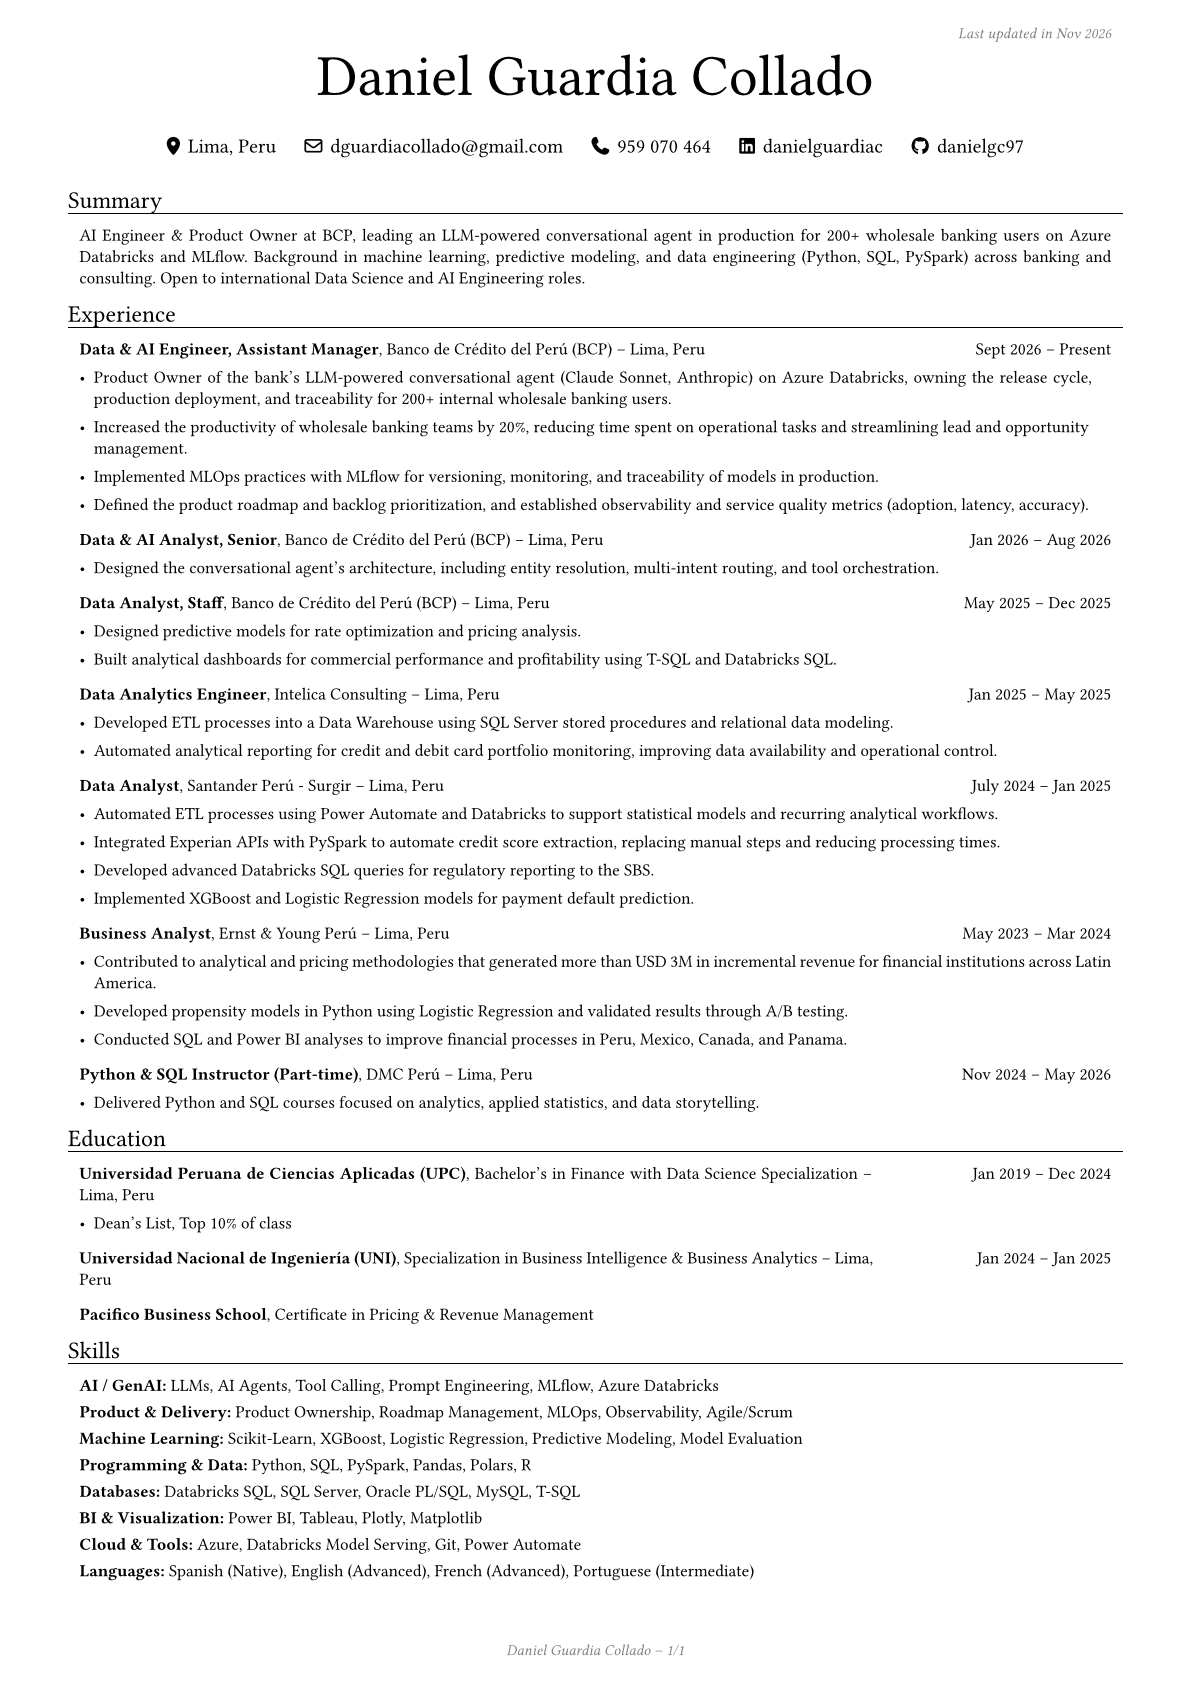 Last updated in Nov 2026
Daniel Guardia Collado
Lima, Peru dguardiacollado@gmail.com 959 070 464 danielguardiac danielgc97
Summary
AI Engineer & Product Owner at BCP, leading an LLM-powered conversational agent in production for 200+ wholesale banking users on Azure
Databricks and MLflow. Background in machine learning, predictive modeling, and data engineering (Python, SQL, PySpark) across banking and
consulting. Open to international Data Science and AI Engineering roles.
Experience
Data & AI Engineer, Assistant Manager, Banco de Crédito del Perú (BCP) – Lima, Peru Sept 2026 – Present
• Product Owner of the bank's LLM-powered conversational agent (Claude Sonnet, Anthropic) on Azure Databricks, owning the release cycle,
production deployment, and traceability for 200+ internal wholesale banking users.
• Increased the productivity of wholesale banking teams by 20%, reducing time spent on operational tasks and streamlining lead and opportunity
management.
• Implemented MLOps practices with MLflow for versioning, monitoring, and traceability of models in production.
• Defined the product roadmap and backlog prioritization, and established observability and service quality metrics (adoption, latency, accuracy).
Data & AI Analyst, Senior, Banco de Crédito del Perú (BCP) – Lima, Peru Jan 2026 – Aug 2026
• Designed the conversational agent's architecture, including entity resolution, multi-intent routing, and tool orchestration.
Data Analyst, Staff, Banco de Crédito del Perú (BCP) – Lima, Peru May 2025 – Dec 2025
• Designed predictive models for rate optimization and pricing analysis.
• Built analytical dashboards for commercial performance and profitability using T-SQL and Databricks SQL.
Data Analytics Engineer, Intelica Consulting – Lima, Peru Jan 2025 – May 2025
• Developed ETL processes into a Data Warehouse using SQL Server stored procedures and relational data modeling.
• Automated analytical reporting for credit and debit card portfolio monitoring, improving data availability and operational control.
Data Analyst, Santander Perú - Surgir – Lima, Peru July 2024 – Jan 2025
• Automated ETL processes using Power Automate and Databricks to support statistical models and recurring analytical workflows.
• Integrated Experian APIs with PySpark to automate credit score extraction, replacing manual steps and reducing processing times.
• Developed advanced Databricks SQL queries for regulatory reporting to the SBS.
• Implemented XGBoost and Logistic Regression models for payment default prediction.
Business Analyst, Ernst & Young Perú – Lima, Peru May 2023 – Mar 2024
• Contributed to analytical and pricing methodologies that generated more than USD 3M in incremental revenue for financial institutions across Latin
America.
• Developed propensity models in Python using Logistic Regression and validated results through A/B testing.
• Conducted SQL and Power BI analyses to improve financial processes in Peru, Mexico, Canada, and Panama.
Python & SQL Instructor (Part-time), DMC Perú – Lima, Peru Nov 2024 – May 2026
• Delivered Python and SQL courses focused on analytics, applied statistics, and data storytelling.
Education
Universidad Peruana de Ciencias Aplicadas (UPC), Bachelor's in Finance with Data Science Specialization – Jan 2019 – Dec 2024
Lima, Peru
• Dean's List, Top 10% of class
Universidad Nacional de Ingeniería (UNI), Specialization in Business Intelligence & Business Analytics – Lima, Jan 2024 – Jan 2025
Peru
Pacifico Business School, Certificate in Pricing & Revenue Management
Skills
AI / GenAI: LLMs, AI Agents, Tool Calling, Prompt Engineering, MLflow, Azure Databricks
Product & Delivery: Product Ownership, Roadmap Management, MLOps, Observability, Agile/Scrum
Machine Learning: Scikit-Learn, XGBoost, Logistic Regression, Predictive Modeling, Model Evaluation
Programming & Data: Python, SQL, PySpark, Pandas, Polars, R
Databases: Databricks SQL, SQL Server, Oracle PL/SQL, MySQL, T-SQL
BI & Visualization: Power BI, Tableau, Plotly, Matplotlib
Cloud & Tools: Azure, Databricks Model Serving, Git, Power Automate
Languages: Spanish (Native), English (Advanced), French (Advanced), Portuguese (Intermediate)
Daniel Guardia Collado – 1/1